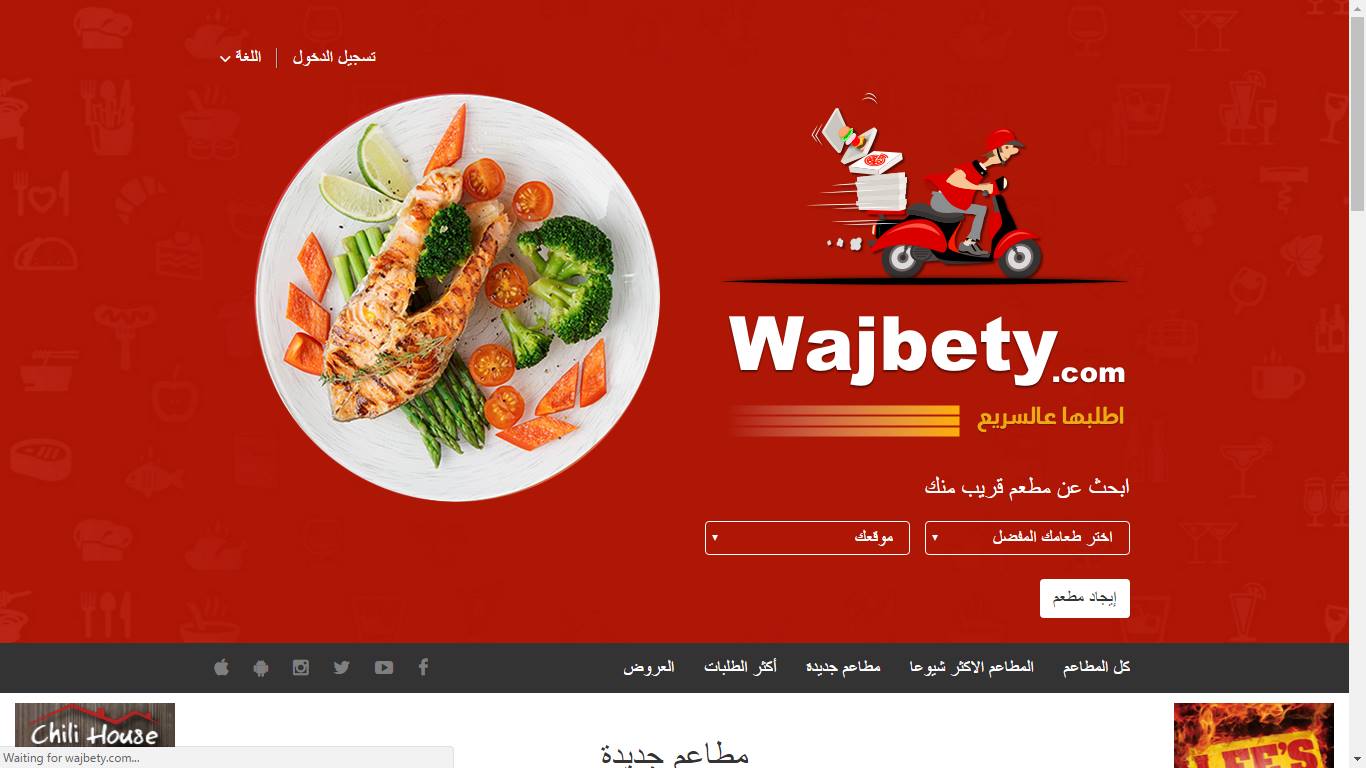 تسجيل الدخول اللغة
Wajbety.com
اطلبها عالسريع
ابحث عن مطعم قريب منك
اختر طعامك المفضل موقعك
إيجاد مطعم
كل المطاعم المطاعم الاكثر شيوعا مطاعم جديدة أكثر الطلبات العروض
Chili House
مطاعم جديدة
LEE'S
Waiting for wajbety.com...